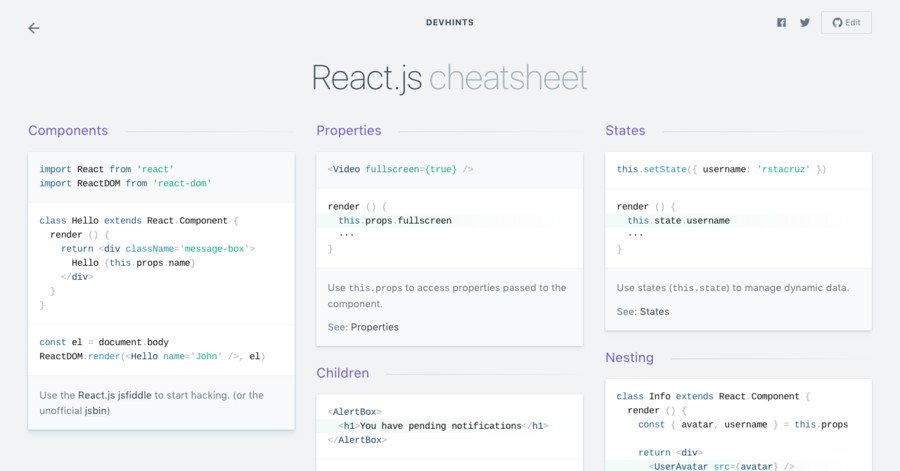 DEVHINTS
Edit
React.js cheatsheet
Components
import React from 'react'
import ReactDOM from 'react-dom'
class Hello extends React.Component {
render () {
return <div className='message-box'>
Hello {this.props.name}
</div>
}
}
const el = document.body
ReactDOM.render(<Hello name='John' />, el)
Use the React.js jsfiddle to start hacking. (or the
unofficial jsbin)
Properties
<Video fullscreen={true} />
render () {
this.props.fullscreen
...
}
Use this.props to access properties passed to the
component.
See: Properties
Children
<AlertBox>
<h1>You have pending notifications</h1>
</AlertBox>
States
this.setState({ username: 'rstacruz' })
render () {
this.state.username
...
}
Use states (this.state) to manage dynamic data.
See: States
Nesting
class Info extends React.Component {
render () {
const { avatar, username } = this.props
return <div>
<UserAvatar src={avatar} />